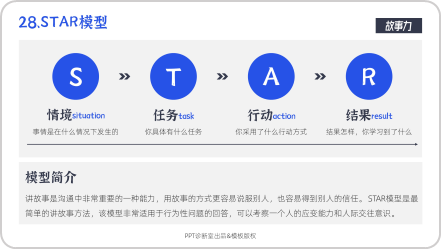 28.STAR模型
故事力
S » T » A » R
情境situation 任务task 行动action 结果result
事情是在什么情况下发生的 你具体有什么任务 你采用了什么行动方式 结果怎样，你学习到了什么
模型简介
讲故事是沟通中非常重要的一种能力，用故事的方式更容易说服别人，也容易得到别人的信任。STAR模型是最
简单的讲故事方法，该模型非常适用于行为性问题的回答，可以考察一个人的应变能力和人际交往意识。
PPT诊断室出品&模板版权